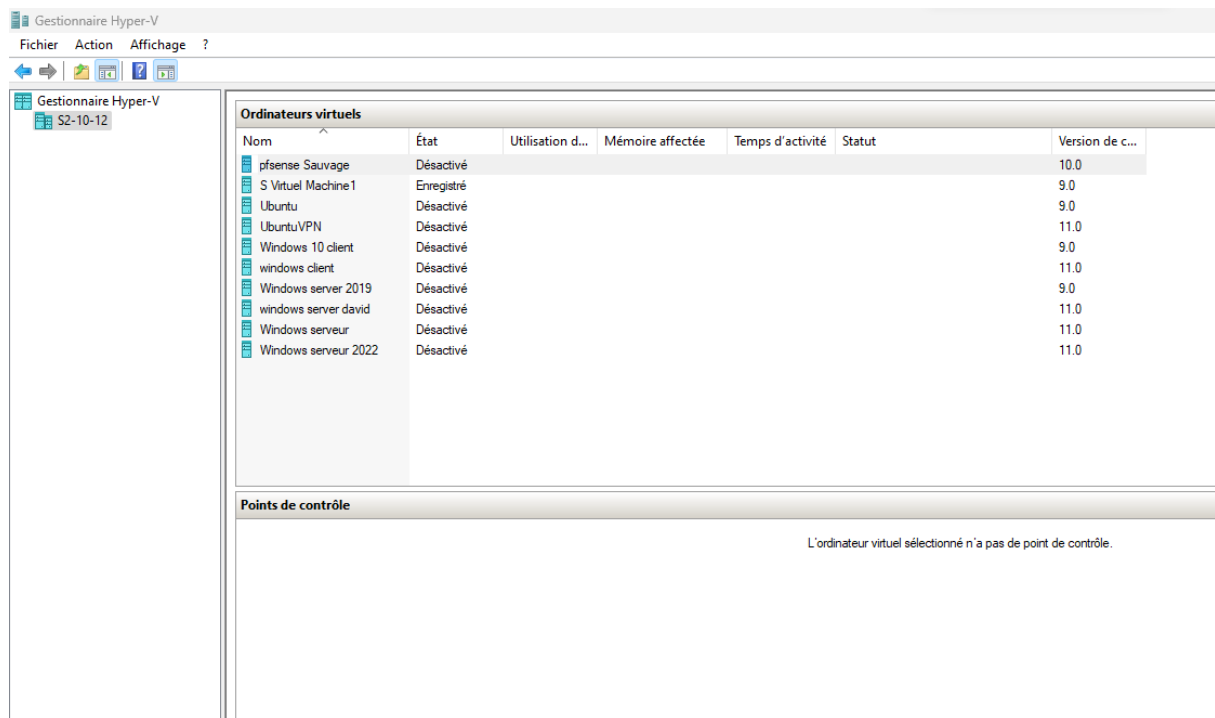 Gestionnaire Hyper-V
Fichier Action Affichage ?
Gestionnaire Hyper-V
S2-10-12
Ordinateurs virtuels
Nom État Utilisation d... Mémoire affectée Temps d'activité Statut Version de c...
pfsense Sauvage Désactivé 10.0
S Virtuel Machine1 Enregistré 9.0
Ubuntu Désactivé 9.0
UbuntuVPN Désactivé 11.0
Windows 10 client Désactivé 9.0
windows client Désactivé 11.0
Windows server 2019 Désactivé 9.0
windows server david Désactivé 11.0
Windows serveur Désactivé 11.0
Windows serveur 2022 Désactivé 11.0
Points de contrôle
L'ordinateur virtuel sélectionné n'a pas de point de contrôle.